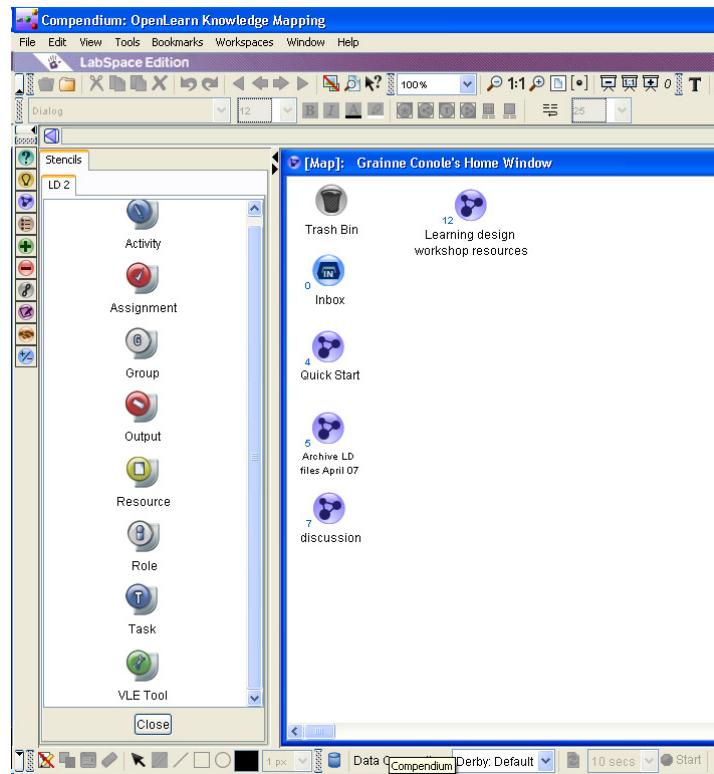 Compendium: OpenLearn Knowledge Mapping
File Edit View Tools Bookmarks Workspaces Window Help
LabSpace Edition
100% 1:1 0 T
Dialog 12 B I A 25
Stencils
LD 2
Activity
Assignment
Group
Output
Resource
Role
Task
VLE Tool
Close
[Map]: Grainne Conole's Home Window
Trash Bin
12
Learning design
workshop resources
IN
0
Inbox
4
Quick Start
5
Archive LD
files April 07
7
discussion
1 px Data Compendium Derby: Default 10 secs Start